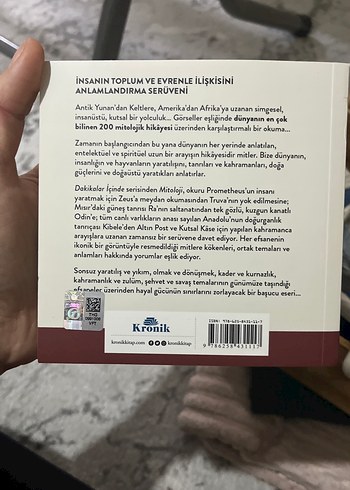 İNSANIN TOPLUM VE EVRENLE İLİŞKİSİNİ
ANLAMLANDIRMA SERÜVENİ
Antik Yunan'dan Keltlere, Amerika'dan Afrika'ya uzanan simgesel,
insanüstü, kutsal bir yolculuk... Görseller eşliğinde dünyanın en çok
bilinen 200 mitolojik hikâyesi üzerinden karşılaştırmalı bir okuma...
Zamanın başlangıcından bu yana dünyanın her yerinde anlatılan,
entelektüel ve spiritüel uzun bir arayışın hikâyesidir mitler. Bize dünyanın,
insanlığın ve hayvanların yaratılışını, tanrıları ve kahramanları, doğa
güçlerini ve doğaüstü yaratıkları anlatırlar.
Dakikalar İçinde serisinden Mitoloji, okuru Prometheus'un insanı
yaratmak için Zeus'a meydan okumasından Truva'nın yok edilmesine;
Mısır'daki güneş tanrısı Ra'nın saltanatından tek gözlü, kuzgun kanatlı
Odin'e; tüm canlı varlıkların anası sayılan Anadolu'nun doğurganlık
tanrıçası Kibele'den Altın Post ve Kutsal Kâse için yapılan kahramanca
arayışlara uzanan zamansız bir serüvene davet ediyor. Her efsanenin
ikonik bir görüntüyle resmedildiği mitlere kökenleri, ortak temaları ve
anlamları hakkında yorumlar eşlik ediyor.
Sonsuz yaratılış ve yıkım, olmak ve dönüşmek, kader ve kurnazlık,
kahramanlık ve zulüm, şehvet ve savaş temalarının günümüze taşındığı
efsaneler üzerinden hayal gücünün sınırlarını zorlayacak bir başucu eseri...
Kronik
kronikkitap.com
kronikkitap
9 786258 431117